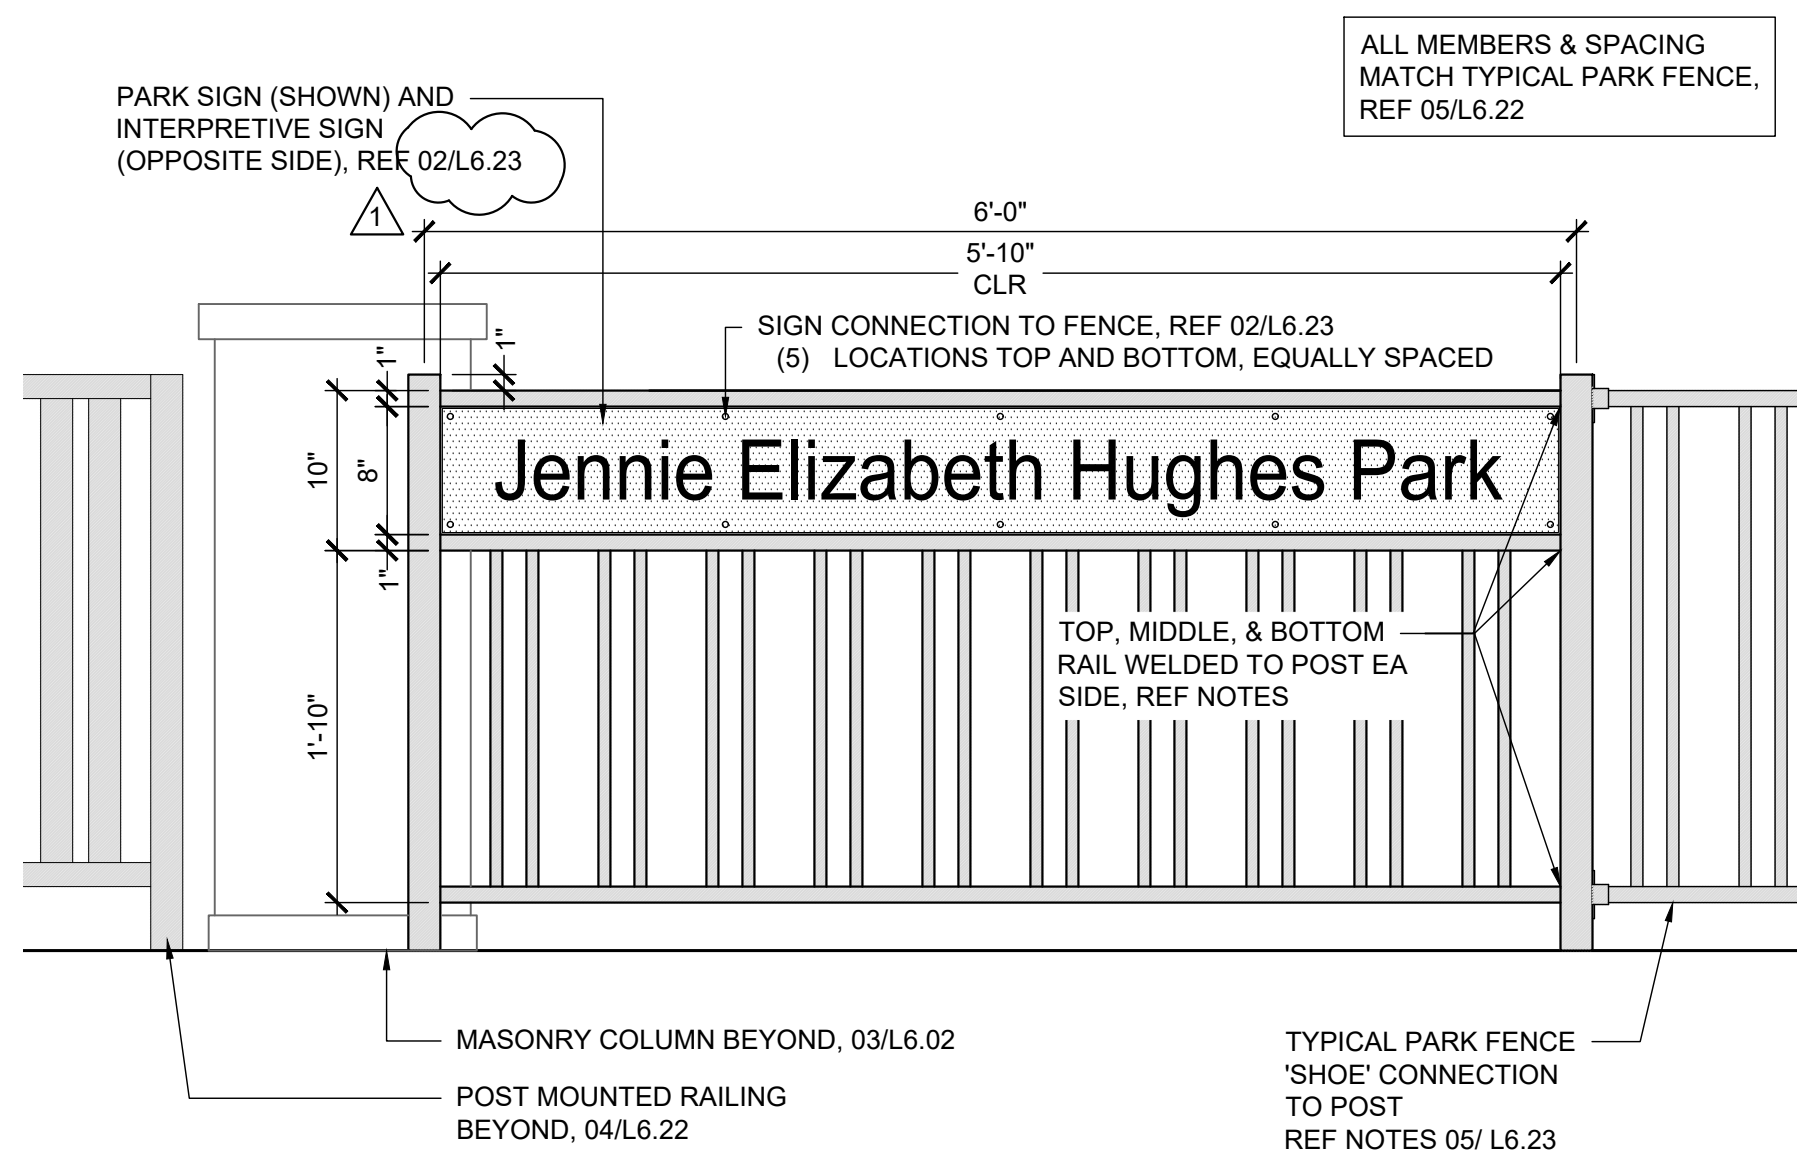 ALL MEMBERS & SPACING
MATCH TYPICAL PARK FENCE,
REF 05/L6.22
PARK SIGN (SHOWN) AND
INTERPRETIVE SIGN
(OPPOSITE SIDE), REF 02/L6.23
1
6'-0"
5'-10"
CLR
SIGN CONNECTION TO FENCE, REF 02/L6.23
(5) LOCATIONS TOP AND BOTTOM, EQUALLY SPACED
1"
1"
10"
8"
1"
Jennie Elizabeth Hughes Park
TOP, MIDDLE, & BOTTOM
RAIL WELDED TO POST EA
SIDE, REF NOTES
1'-10"
MASONRY COLUMN BEYOND, 03/L6.02
POST MOUNTED RAILING
BEYOND, 04/L6.22
TYPICAL PARK FENCE
'SHOE' CONNECTION
TO POST
REF NOTES 05/ L6.23